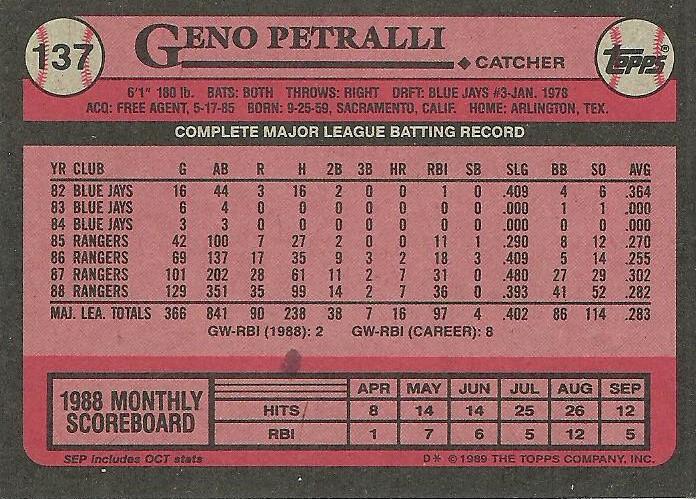 137
GENO PETRALLI
◆ CATCHER
TOPPS®
6'1" 180 lb. BATS: BOTH THROWS: RIGHT DRFT: BLUE JAYS #3-JAN. 1978
ACQ: FREE AGENT, 5-17-85 BORN: 9-25-59, SACRAMENTO, CALIF. HOME: ARLINGTON, TEX.
COMPLETE MAJOR LEAGUE BATTING RECORD
YR CLUB G AB R H 2B 3B HR RBI SB SLG BB SO AVG
82 BLUE JAYS 16 44 3 16 2 0 0 1 0 .409 4 6 .364
83 BLUE JAYS 6 4 0 0 0 0 0 0 0 .000 1 1 .000
84 BLUE JAYS 3 3 0 0 0 0 0 0 0 .000 0 0 .000
85 RANGERS 42 100 7 27 2 0 0 11 1 .290 8 12 .270
86 RANGERS 69 137 17 35 9 3 2 18 3 .409 5 14 .255
87 RANGERS 101 202 28 61 11 2 7 31 0 .480 27 29 .302
88 RANGERS 129 351 35 99 14 2 7 36 0 .393 41 52 .282
MAJ. LEA. TOTALS 366 841 90 238 38 7 16 97 4 .402 86 114 .283
GW-RBI (1988): 2 GW-RBI (CAREER): 8
1988 MONTHLY SCOREBOARD
APR MAY JUN JUL AUG SEP
HITS 8 14 14 25 26 12
RBI 1 7 6 5 12 5
SEP includes OCT stats
D* © 1989 THE TOPPS COMPANY, INC.